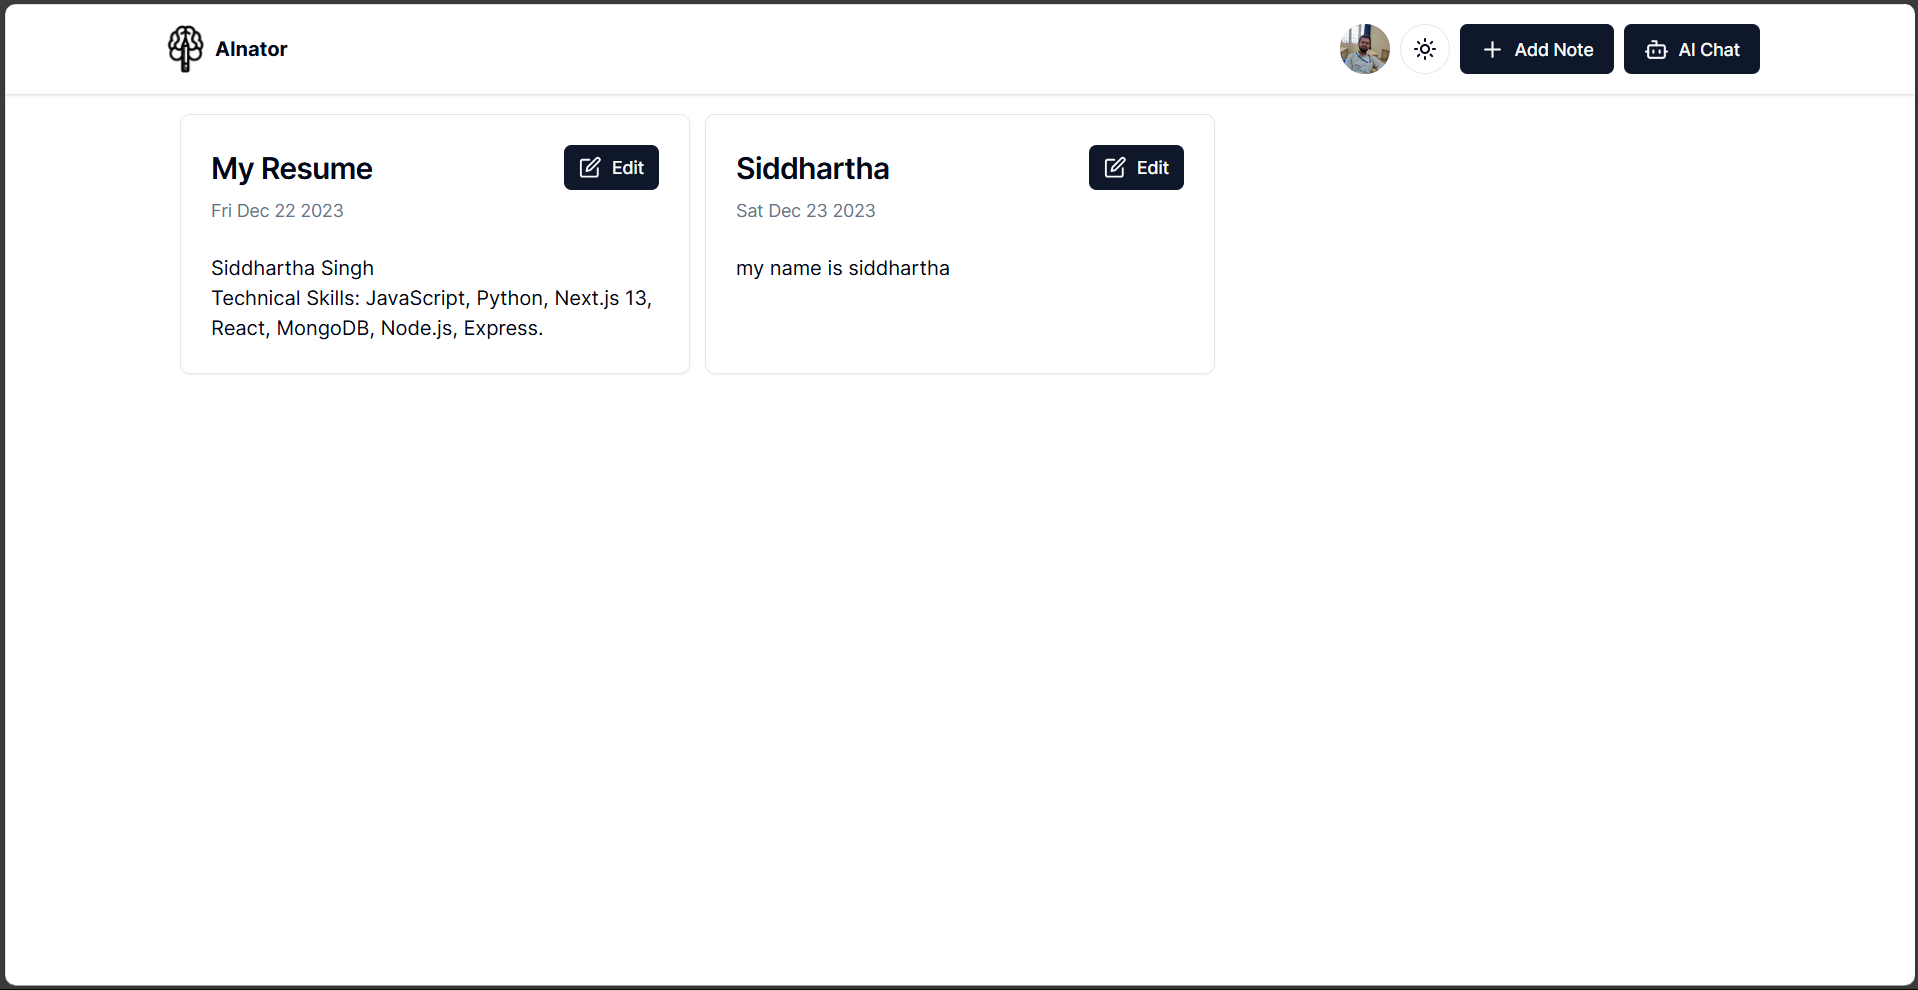 AInator
Add Note
AI Chat
My Resume
Edit
Fri Dec 22 2023
Siddhartha Singh
Technical Skills: JavaScript, Python, Next.js 13,
React, MongoDB, Node.js, Express.
Siddhartha
Edit
Sat Dec 23 2023
my name is siddhartha